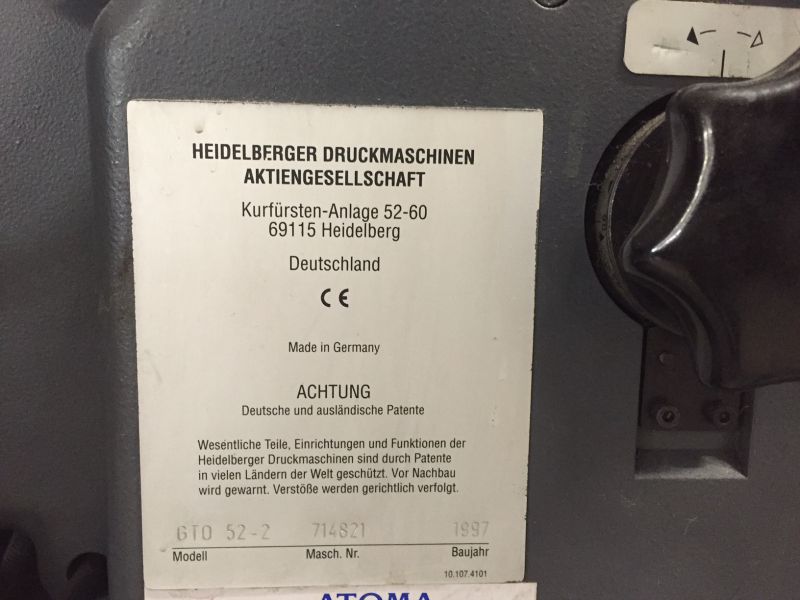 HEIDELBERGER DRUCKMASCHINEN
AKTIENGESELLSCHAFT
Kurfürsten-Anlage 52-60
69115 Heidelberg
Deutschland
CE
Made in Germany
ACHTUNG
Deutsche und ausländische Patente
Wesentliche Teile, Einrichtungen und Funktionen der
Heidelberger Druckmaschinen sind durch Patente
in vielen Ländern der Welt geschützt. Vor Nachbau
wird gewarnt. Verstöße werden gerichtlich verfolgt.
GTO 52-2 714821 1997
Modell Masch. Nr. Baujahr
10.107.4101
ATOMA